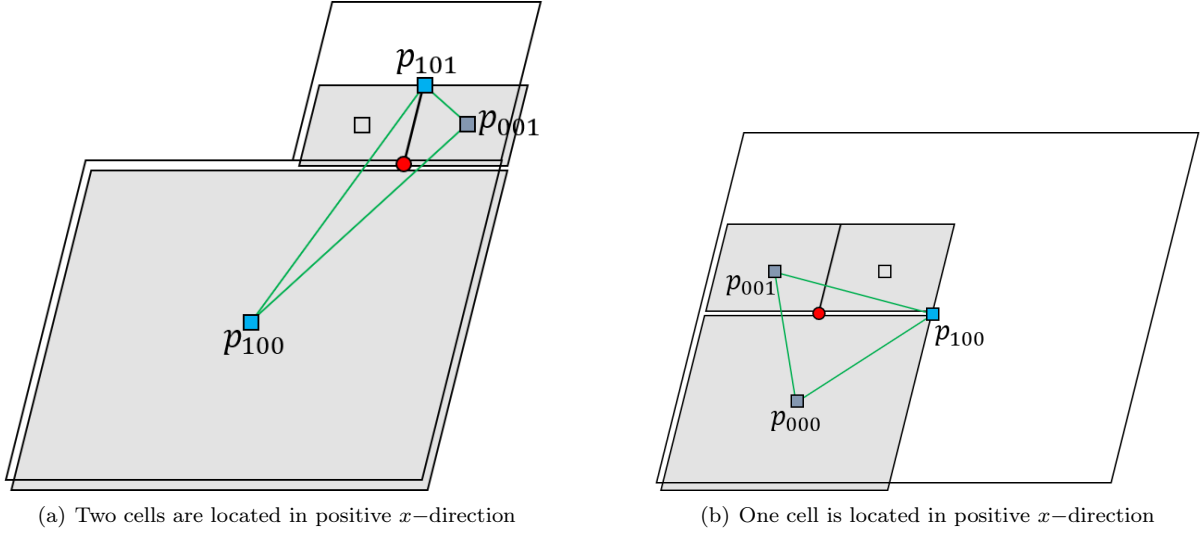 p₁₀₁
p₀₀₁
p₁₀₀
(a) Two cells are located in positive x−direction
p₀₀₁
p₁₀₀
p₀₀₀
(b) One cell is located in positive x−direction